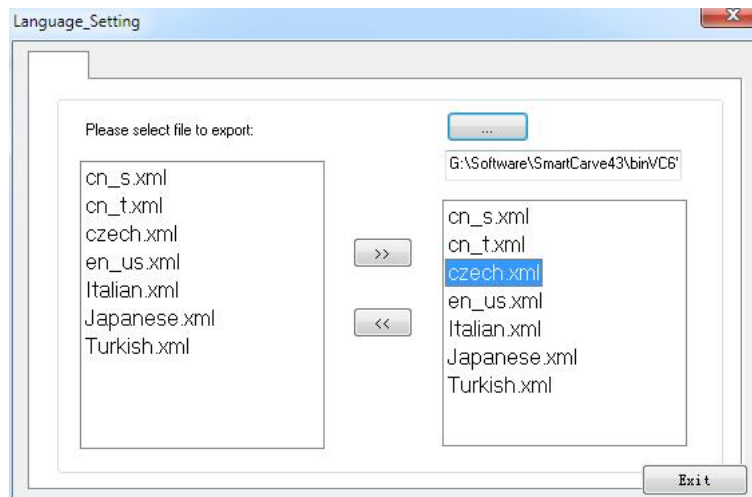 Language_Setting
X
Please select file to export:
...
G:\Software\SmartCarve43\binVC6'
cn_s.xml
cn_t.xml
czech.xml
en_us.xml
Italian.xml
Japanese.xml
Turkish.xml
>>
<<
cn_s.xml
cn_t.xml
czech.xml
en_us.xml
Italian.xml
Japanese.xml
Turkish.xml
Exit